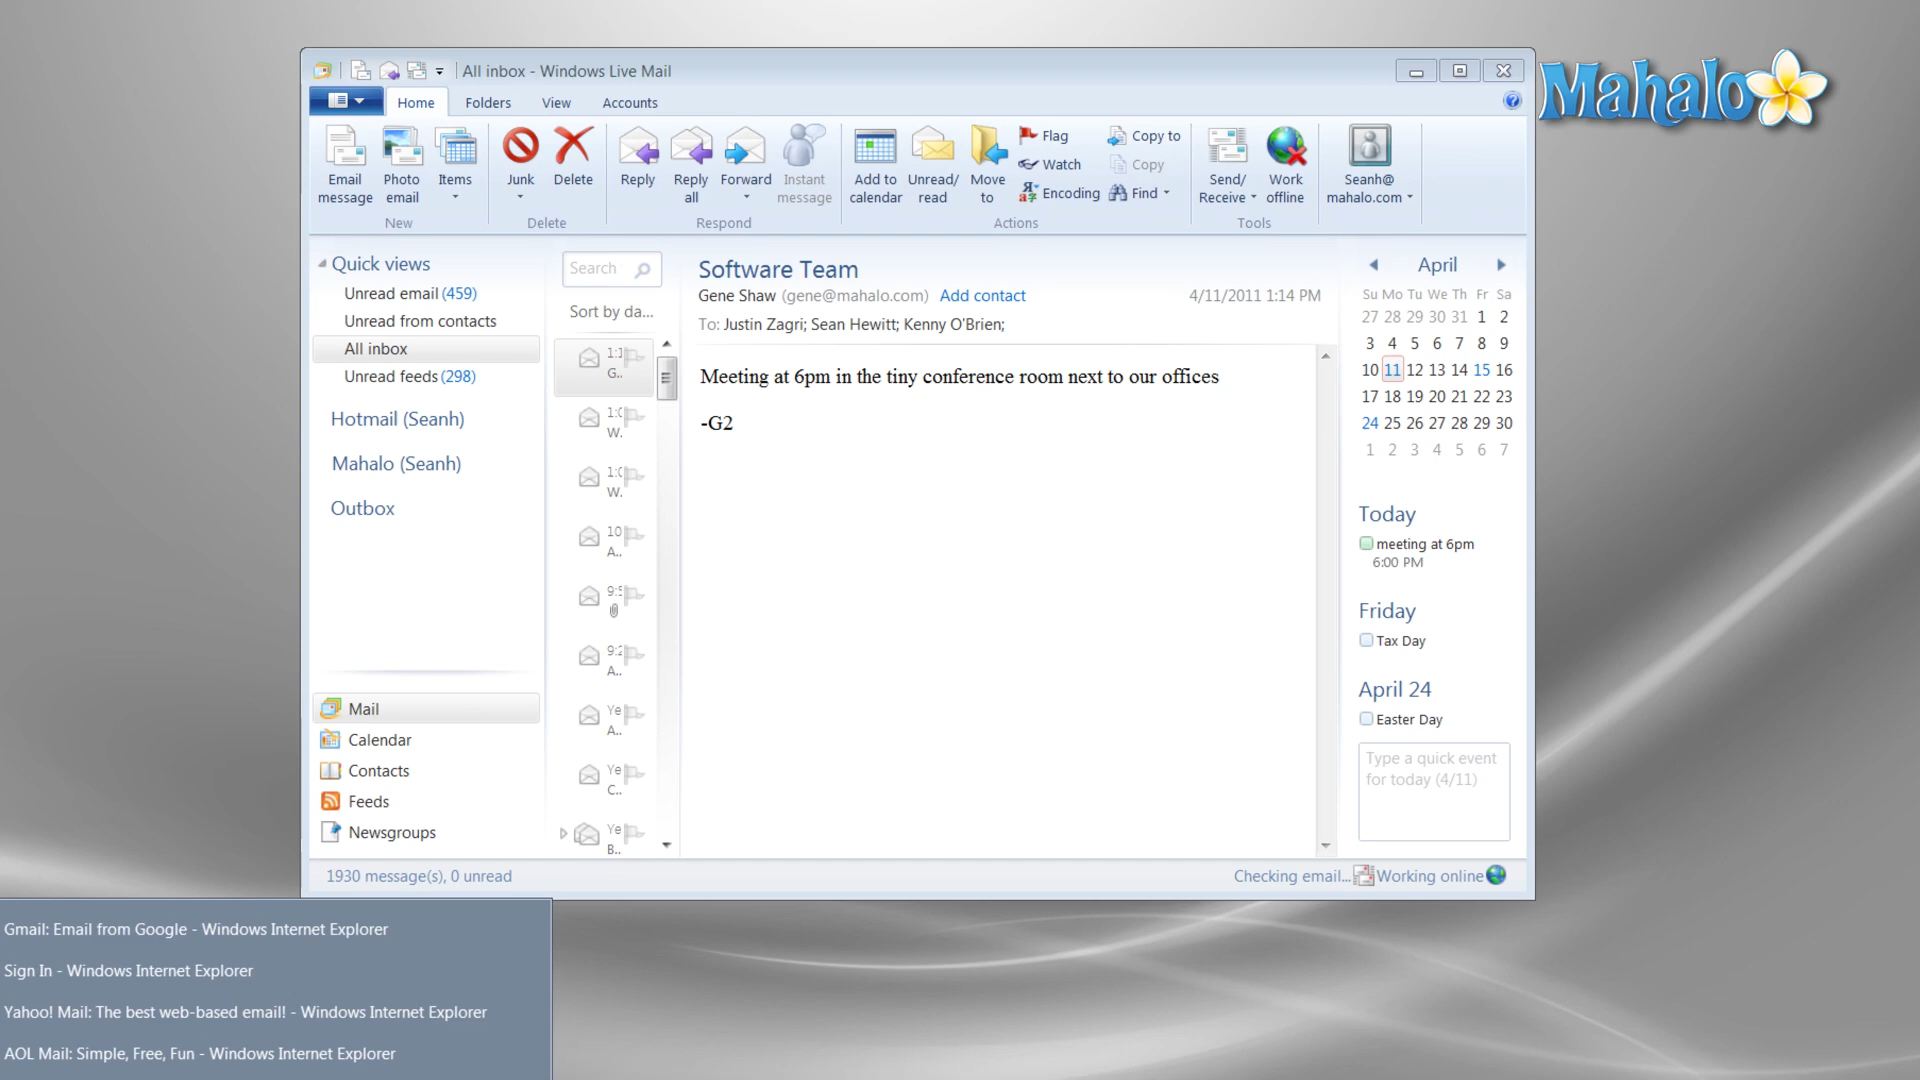 All inbox - Windows Live Mail
Mahalo
Home Folders View Accounts
Email message
Photo email
Items
New
Junk
Delete
Delete
Reply
Reply all
Forward
Instant message
Respond
Add to calendar
Unread/ read
Move to
Flag
Watch
Encoding
Copy to
Copy
Find
Actions
Send/ Receive
Work offline
Tools
Seanh@ mahalo.com
Quick views
Unread email (459)
Unread from contacts
All inbox
Unread feeds (298)
Hotmail (Seanh)
Mahalo (Seanh)
Outbox
Mail
Calendar
Contacts
Feeds
Newsgroups
Search
Sort by da...
G..
W.
W.
10
A..
A..
Ye
A..
Ye
C..
Ye
B..
Software Team
Gene Shaw (gene@mahalo.com) Add contact 4/11/2011 1:14 PM
To: Justin Zagri; Sean Hewitt; Kenny O'Brien;
Meeting at 6pm in the tiny conference room next to our offices
-G2
April
Su Mo Tu We Th Fr Sa
27 28 29 30 31 1 2
3 4 5 6 7 8 9
10 11 12 13 14 15 16
17 18 19 20 21 22 23
24 25 26 27 28 29 30
1 2 3 4 5 6 7
Today
meeting at 6pm
6:00 PM
Friday
Tax Day
April 24
Easter Day
Type a quick event
for today (4/11)
1930 message(s), 0 unread
Checking email... Working online
Gmail: Email from Google - Windows Internet Explorer
Sign In - Windows Internet Explorer
Yahoo! Mail: The best web-based email! - Windows Internet Explorer
AOL Mail: Simple, Free, Fun - Windows Internet Explorer